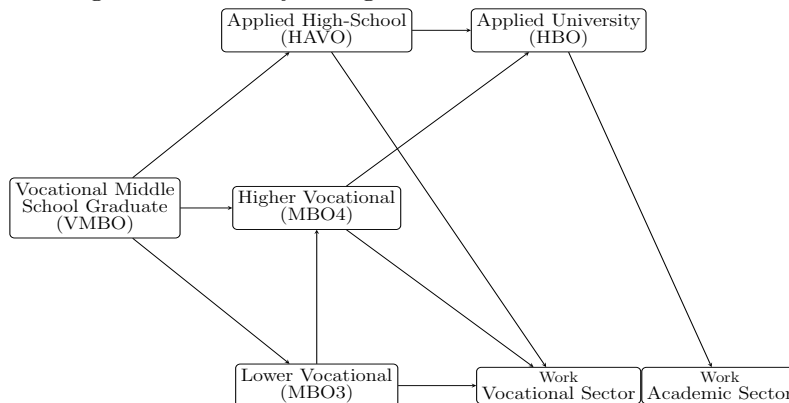 Applied High-School
(HAVO)
Applied University
(HBO)
Vocational Middle
School Graduate
(VMBO)
Higher Vocational
(MBO4)
Lower Vocational
(MBO3)
Work
Vocational Sector
Work
Academic Sector